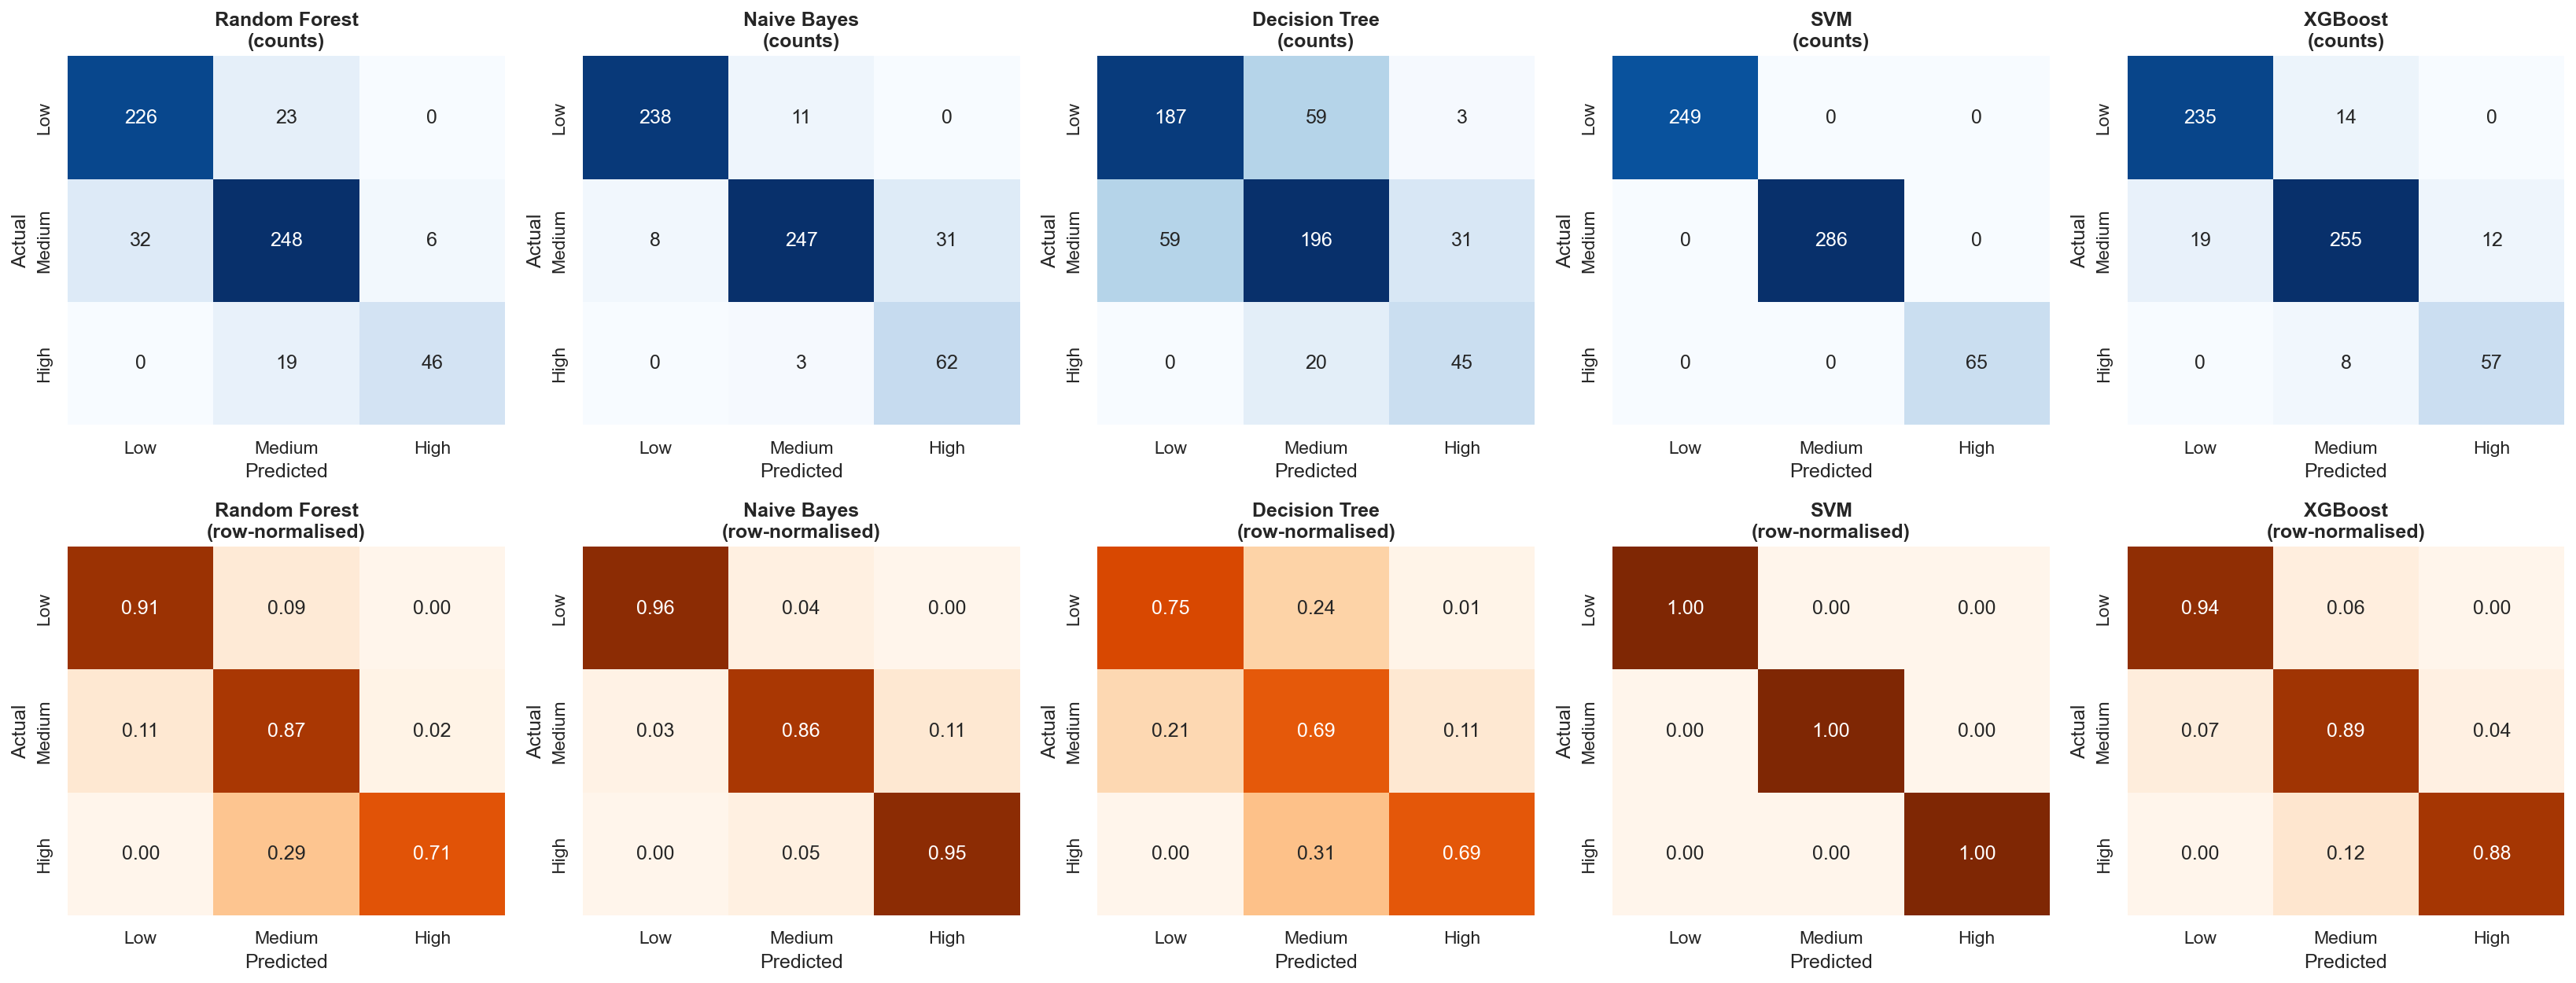 Random Forest
(counts)
Naive Bayes
(counts)
Decision Tree
(counts)
SVM
(counts)
XGBoost
(counts)
Actual
Low
Medium
High
226 23 0
32 248 6
0 19 46
Low Medium High
Predicted
Actual
Low
Medium
High
238 11 0
8 247 31
0 3 62
Low Medium High
Predicted
Actual
Low
Medium
High
187 59 3
59 196 31
0 20 45
Low Medium High
Predicted
Actual
Low
Medium
High
249 0 0
0 286 0
0 0 65
Low Medium High
Predicted
Actual
Low
Medium
High
235 14 0
19 255 12
0 8 57
Low Medium High
Predicted
Random Forest
(row-normalised)
Naive Bayes
(row-normalised)
Decision Tree
(row-normalised)
SVM
(row-normalised)
XGBoost
(row-normalised)
Actual
Low
Medium
High
0.91 0.09 0.00
0.11 0.87 0.02
0.00 0.29 0.71
Low Medium High
Predicted
Actual
Low
Medium
High
0.96 0.04 0.00
0.03 0.86 0.11
0.00 0.05 0.95
Low Medium High
Predicted
Actual
Low
Medium
High
0.75 0.24 0.01
0.21 0.69 0.11
0.00 0.31 0.69
Low Medium High
Predicted
Actual
Low
Medium
High
1.00 0.00 0.00
0.00 1.00 0.00
0.00 0.00 1.00
Low Medium High
Predicted
Actual
Low
Medium
High
0.94 0.06 0.00
0.07 0.89 0.04
0.00 0.12 0.88
Low Medium High
Predicted